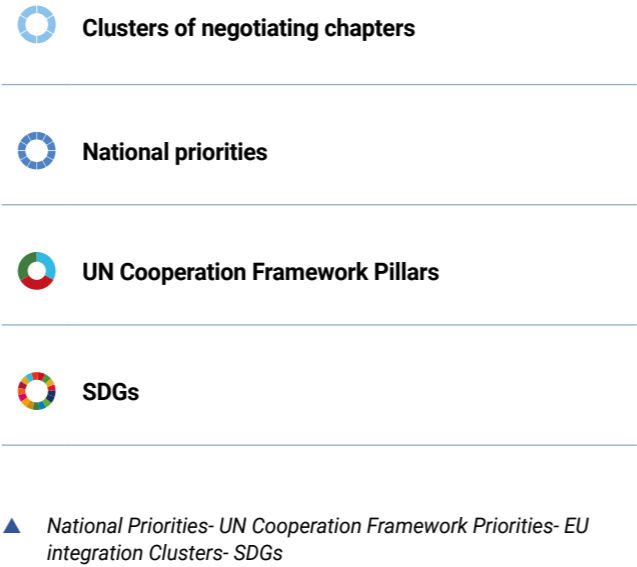 Clusters of negotiating chapters
National priorities
UN Cooperation Framework Pillars
SDGs
National Priorities- UN Cooperation Framework Priorities- EU
integration Clusters- SDGs